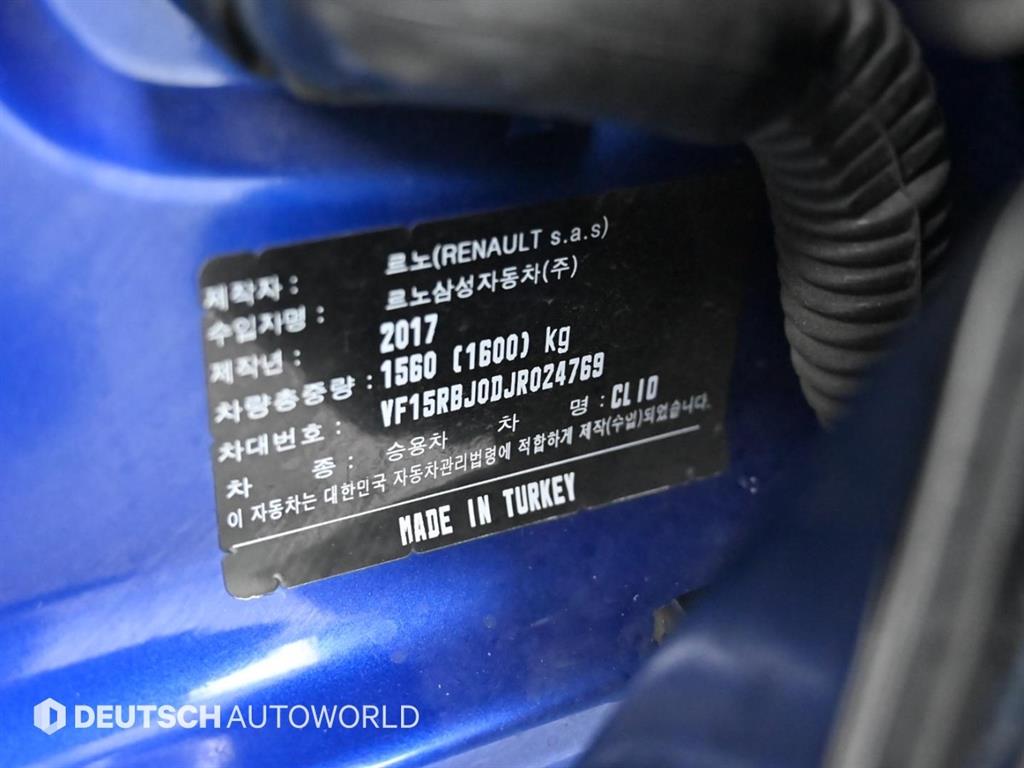 제작자 : 르노(RENAULT s.a.s)
수입자명 : 르노삼성자동차(주)
제작년 : 2017
차량총중량 : 1560 (1600) kg
차대번호 : VF15RBJ0DJR024769
차 종 : 승용차 차 명 : CLIO
이 자동차는 대한민국 자동차관리법령에 적합하게 제작(수입)되었습니다.
MADE IN TURKEY
DEUTSCH AUTOWORLD